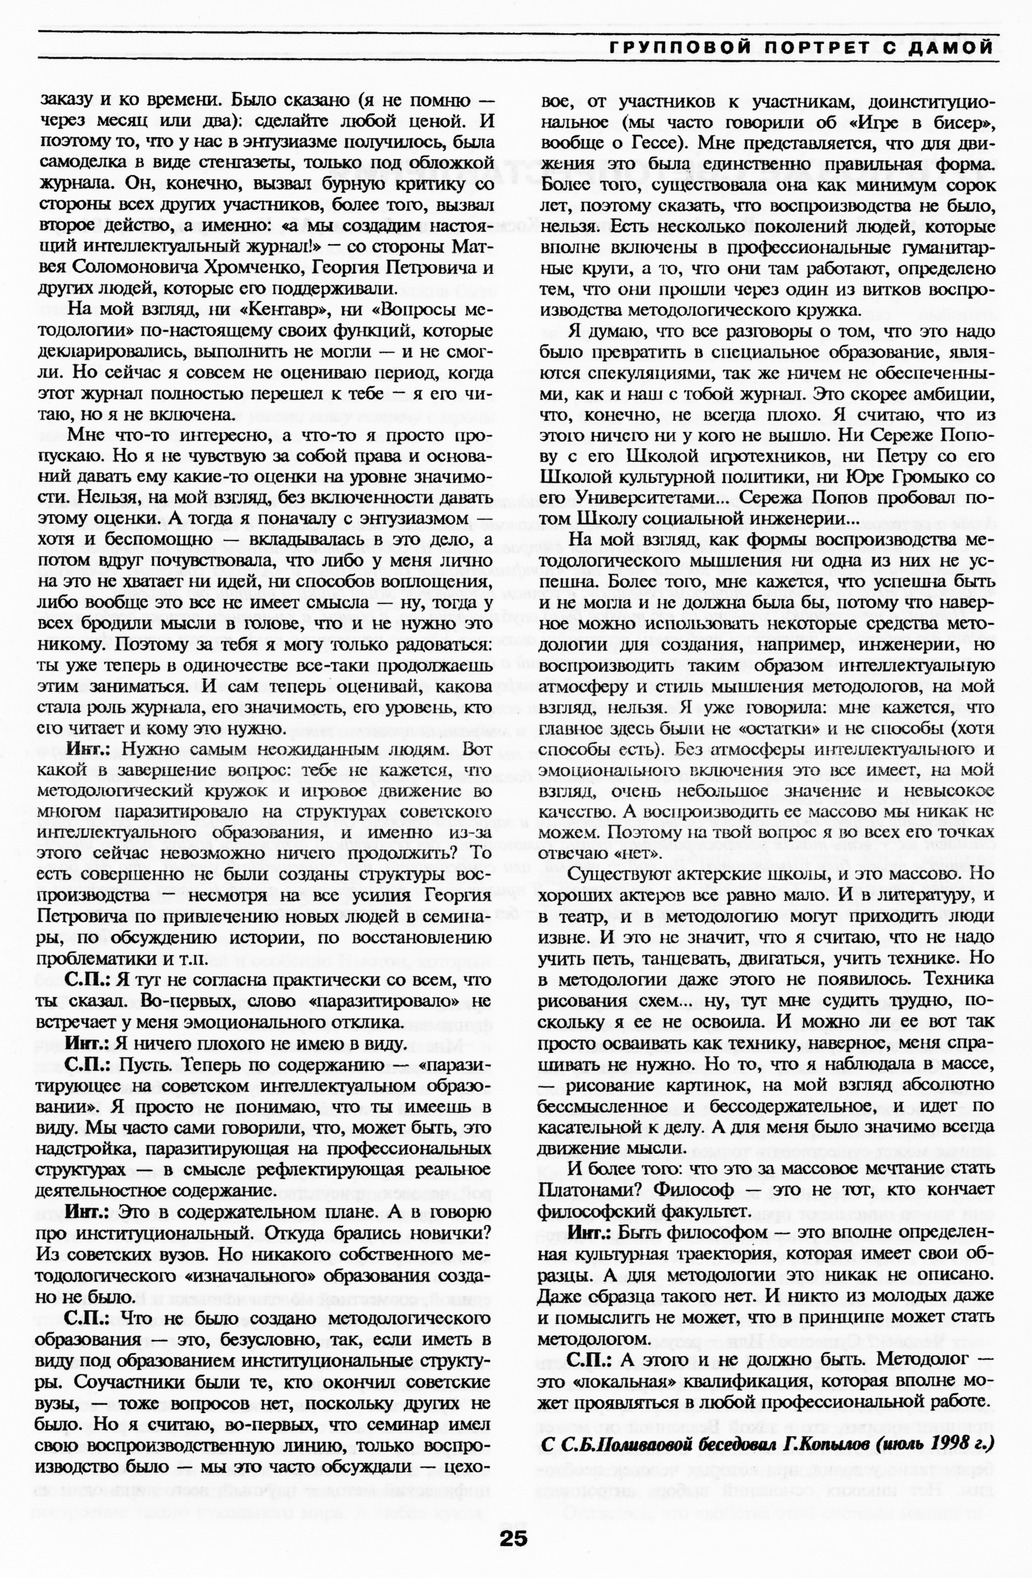 ГРУППОВОЙ ПОРТРЕТ С ДАМОЙ
заказу и ко времени. Было сказано (я не помню —
через месяц или два): сделайте любой ценой. И
поэтому то, что у нас в энтузиазме получилось, была
самоделка в виде стенгазеты, только под обложкой
журнала. Он, конечно, вызвал бурную критику со
стороны всех других участников, более того, вызвал
второе действо, а именно: «а мы создадим настоя-
щий интеллектуальный журнал!» — со стороны Мат-
вея Соломоновича Хромченко, Георгия Петровича и
других людей, которые его поддерживали.
На мой взгляд, ни «Кентавр», ни «Вопросы ме-
тодологии» по-настоящему своих функций, которые
декларировались, выполнить не могли — и не смог-
ли. Но сейчас я совсем не оцениваю период, когда
этот журнал полностью перешел к тебе — я его чи-
таю, но я не включена.
Мне что-то интересно, а что-то я просто про-
пускаю. Но я не чувствую за собой права и основа-
ний давать ему какие-то оценки на уровне значимо-
сти. Нельзя, на мой взгляд, без включенности давать
этому оценки. А тогда я поначалу с энтузиазмом —
хотя и беспомощно — вкладывалась в это дело, а
потом вдруг почувствовала, что либо у меня лично
на это не хватает ни идей, ни способов воплощения,
либо вообще это все не имеет смысла — ну, тогда у
всех бродили мысли в голове, что и не нужно это
никому. Поэтому за тебя я могу только радоваться:
ты уже теперь в одиночестве все-таки продолжаешь
этим заниматься. И сам теперь оценивай, какова
стала роль журнала, его значимость, его уровень, кто
его читает и кому это нужно.
Инт.: Нужно самым неожиданным людям. Вот
какой в завершение вопрос: тебе не кажется, что
методологический кружок и игровое движение во
многом паразитировало на структурах советского
интеллектуального образования, и именно из-за
этого сейчас невозможно ничего продолжить? То
есть совершенно не были созданы структуры вос-
производства — несмотря на все усилия Георгия
Петровича по привлечению новых людей в семина-
ры, по обсуждению истории, по восстановлению
проблематики и т.п.
С.П.: Я тут не согласна практически со всем, что
ты сказал. Во-первых, слово «паразитировало» не
встречает у меня эмоционального отклика.
Инт.: Я ничего плохого не имею в виду.
С.П.: Пусть. Теперь по содержанию — «парази-
тирующее на советском интеллектуальном образо-
вании». Я просто не понимаю, что ты имеешь в
виду. Мы часто сами говорили, что, может быть, это
надстройка, паразитирующая на профессиональных
структурах — в смысле рефлектирующая реальное
деятельностное содержание.
Инт.: Это в содержательном плане. А в говорю
про институциональный. Откуда брались новички?
Из советских вузов. Но никакого собственного ме-
тодологического «изначального» образования созда-
но не было.
С.П.: Что не было создано методологического
образования — это, безусловно, так, если иметь в
виду под образованием институциональные структу-
ры. Соучастники были те, кто окончил советские
вузы, — тоже вопросов нет, поскольку других не
было. Но я считаю, во-первых, что семинар имел
свою воспроизводственную линию, только воспро-
изводство было — мы это часто обсуждали — цехо-
вое, от участников к участникам, доинституцио-
нальное (мы часто говорили об «Игре в бисер»,
вообще о Гессе). Мне представляется, что для дви-
жения это была единственно правильная форма.
Более того, существовала она как минимум сорок
лет, поэтому сказать, что воспроизводства не было,
нельзя. Есть несколько поколений людей, которые
вполне включены в профессиональные гуманитар-
ные круги, а то, что они там работают, определено
тем, что они прошли через один из витков воспро-
изводства методологического кружка.
Я думаю, что все разговоры о том, что это надо
было превратить в специальное образование, явля-
ются спекуляциями, так же ничем не обеспеченны-
ми, как и наш с тобой журнал. Это скорее амбиции,
что, конечно, не всегда плохо. Я считаю, что из
этого ничего ни у кого не вышло. Ни Сереже Попо-
ву с его Школой игротехников, ни Петру со его
Школой культурной политики, ни Юре Громыко со
его Университетами... Сережа Попов пробовал по-
том Школу социальной инженерии...
На мой взгляд, как формы воспроизводства ме-
тодологического мышления ни одна из них не ус-
пешна. Более того, мне кажется, что успешна быть
и не могла и не должна была бы, потому что навер-
ное можно использовать некоторые средства мето-
дологии для создания, например, инженерии, но
воспроизводить таким образом интеллектуальную
атмосферу и стиль мышления методологов, на мой
взгляд, нельзя. Я уже говорила: мне кажется, что
главное здесь были не «остатки» и не способы (хотя
способы есть). Без атмосферы интеллектуального и
эмоционального включения это все имеет, на мой
взгляд, очень небольшое значение и невысокое
качество. А воспроизводить ее массово мы никак не
можем. Поэтому на твой вопрос я во всех его точках
отвечаю «нет».
Существуют актерские школы, и это массово. Но
хороших актеров все равно мало. И в литературу, и
в театр, и в методологию могут приходить люди
извне. И это не значит, что я считаю, что не надо
учить петь, танцевать, двигаться, учить технике. Но
в методологии даже этого не появилось. Техника
рисования схем... ну, тут мне судить трудно, по-
скольку я ее не освоила. И можно ли ее вот так
просто осваивать как технику, наверное, меня спра-
шивать не нужно. Но то, что я наблюдала в массе,
— рисование картинок, на мой взгляд абсолютно
бессмысленное и бессодержательное, и идет по
касательной к делу. А для меня было значимо всегда
движение мысли.
И более того: что это за массовое мечтание стать
Платонами? Философ — это не тот, кто кончает
философский факультет.
Инт.: Быть философом — это вполне определен-
ная культурная траектория, которая имеет свои об-
разцы. А для методологии это никак не описано.
Даже образца такого нет. И никто из молодых даже
и помыслить не может, что в принципе может стать
методологом.
С.П.: А этого и не должно быть. Методолог —
это «локальная» квалификация, которая вполне мо-
жет проявляться в любой профессиональной работе.
С С.Б.Поливаовой беседовал Г.Копылов (июль 1998 г.)
25